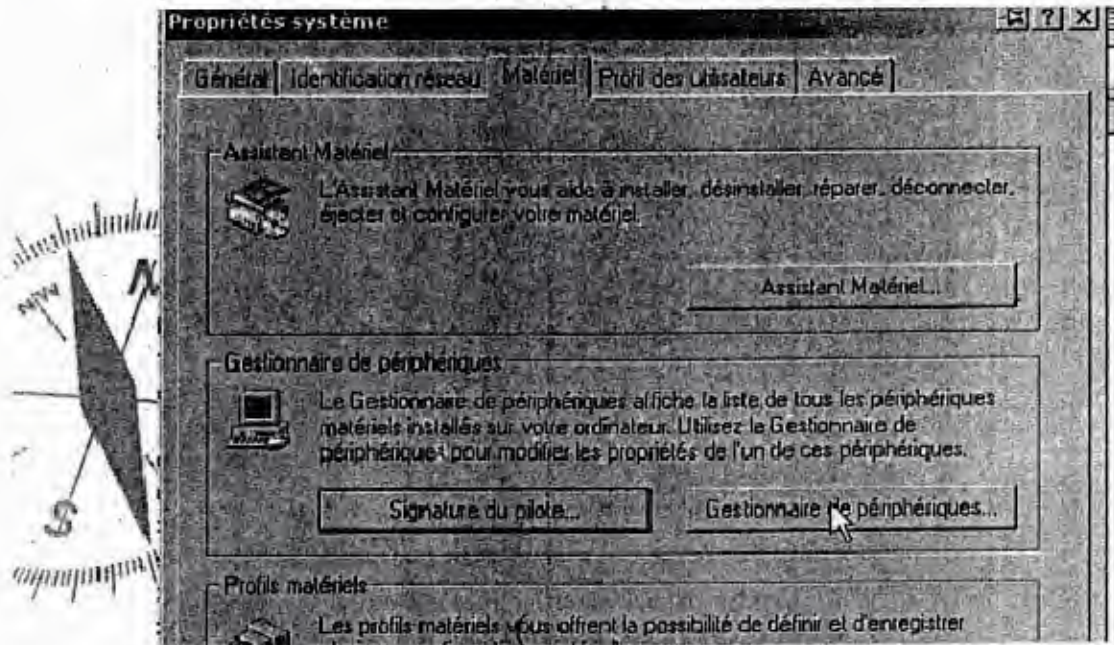 Propriétés système
Général Identification réseau Matériel Profil des utilisateurs Avancé
Assistant Matériel
L'Assistant Matériel vous aide à installer, désinstaller, réparer, déconnecter,
éjecter et configurer votre matériel.
Assistant Matériel...
NW N
Gestionnaire de périphériques
Le Gestionnaire de périphériques affiche la liste de tous les périphériques
matériels installés sur votre ordinateur. Utilisez le Gestionnaire de
périphériques pour modifier les propriétés de l'un de ces périphériques.
Signature du pilote... Gestionnaire de périphériques...
S
Profils matériels
Les profils matériels vous offrent la possibilité de définir et d'enregistrer